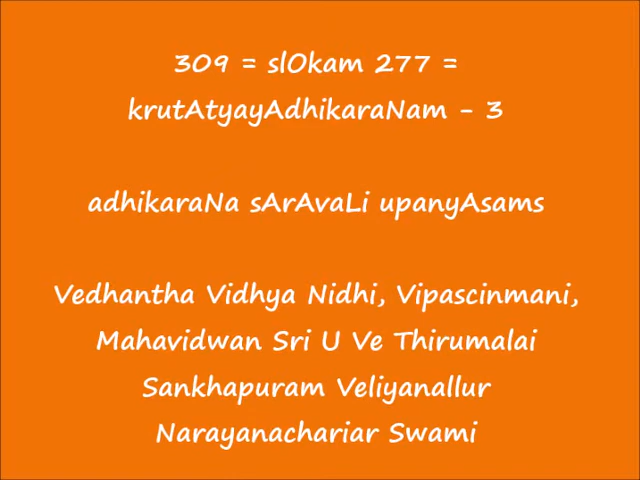 309 = slOkam 277 =
krutAtyayAdhikaraNam - 3
adhikaraNa sArAvaLi upanyAsams
Vedhantha Vidhya Nidhi, Vipascinmani,
Mahavidwan Sri U Ve Thirumalai
Sankhapuram Veliyanallur
Narayanachariar Swami